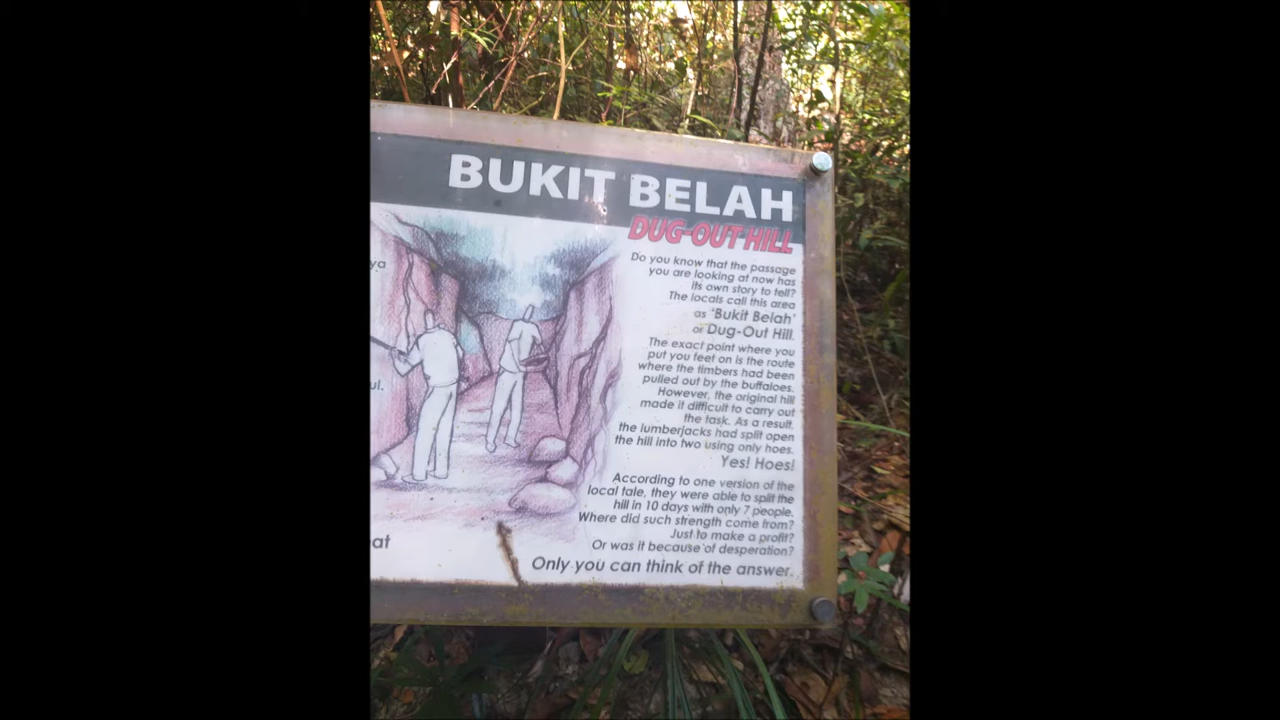 BUKIT BELAH
DUG-OUT HILL
Do you know that the passage
you are looking at now has
its own story to tell?
The locals call this area
as 'Bukit Belah'
or Dug-Out Hill.
The exact point where you
put you feet on is the route
where the timbers had been
pulled out by the buffaloes.
However, the original hill
made it difficult to carry out
the task. As a result,
the lumberjacks had split open
the hill into two using only hoes.
Yes! Hoes!
According to one version of the
local tale, they were able to split the
hill in 10 days with only 7 people.
Where did such strength come from?
Just to make a profit?
Or was it because of desperation?
Only you can think of the answer.
ya
ul.
at